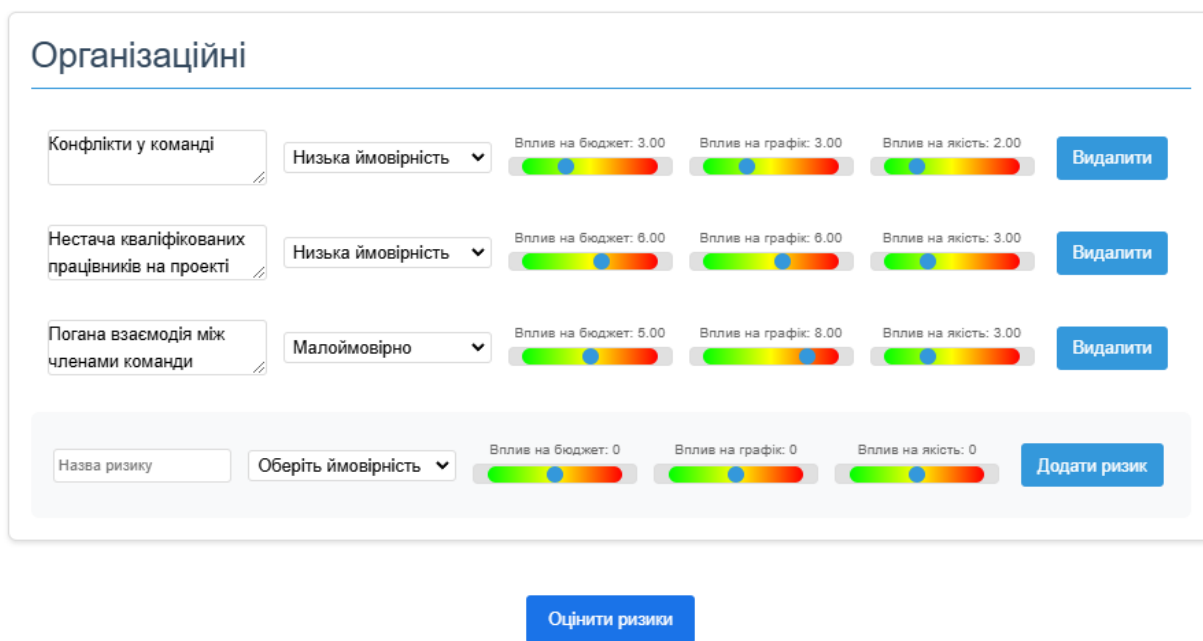 Організаційні
Конфлікти у команді
Низька ймовірність
Вплив на бюджет: 3.00
Вплив на графік: 3.00
Вплив на якість: 2.00
Видалити
Нестача кваліфікованих
працівників на проекті
Низька ймовірність
Вплив на бюджет: 6.00
Вплив на графік: 6.00
Вплив на якість: 3.00
Видалити
Погана взаємодія між
членами команди
Малоймовірно
Вплив на бюджет: 5.00
Вплив на графік: 8.00
Вплив на якість: 3.00
Видалити
Назва ризику
Оберіть ймовірність
Вплив на бюджет: 0
Вплив на графік: 0
Вплив на якість: 0
Додати ризик
Оцінити ризики